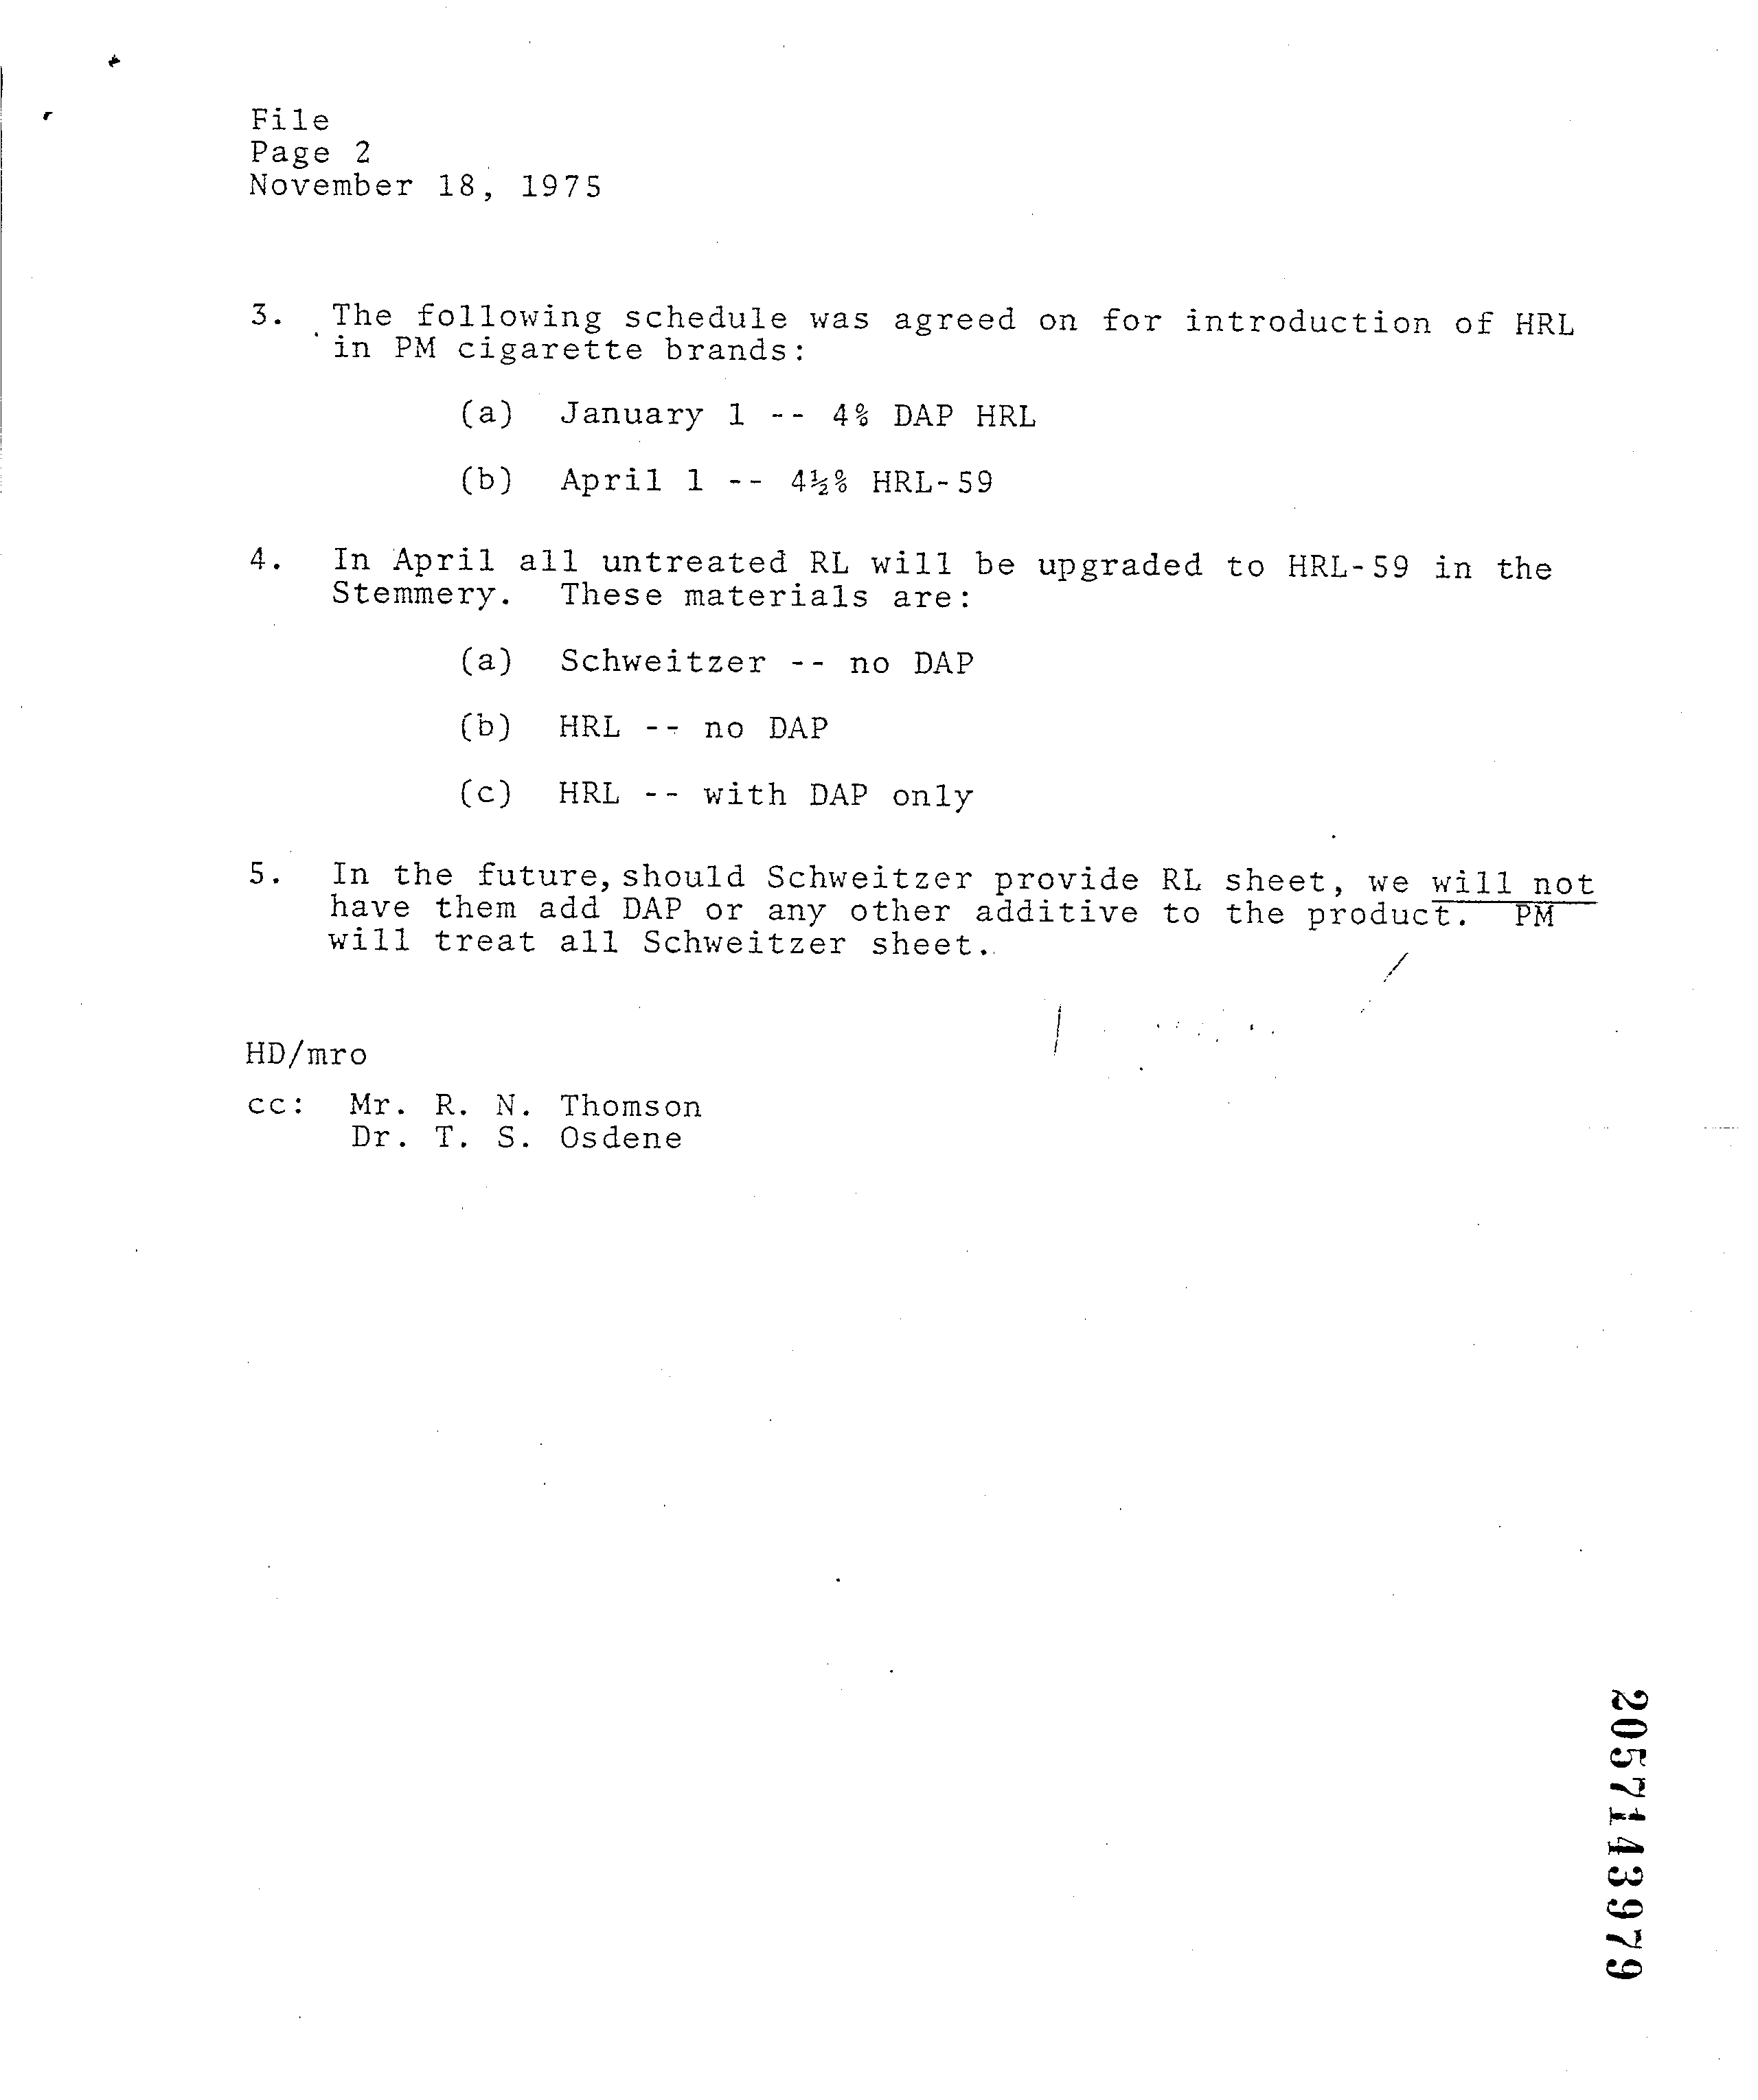 File
Page 2
November 18, 1975
3. The following schedule was agreed on for introduction of HRL
in PM cigarette brands:
(a) January 1 -- 4% DAP HRL
(b) April 1 -- 4½% HRL-59
4. In April all untreated RL will be upgraded to HRL-59 in the
Stemmery. These materials are:
(a) Schweitzer -- no DAP
(b) HRL -- no DAP
(c) HRL -- with DAP only
5. In the future, should Schweitzer provide RL sheet, we will not
have them add DAP or any other additive to the product. PM
will treat all Schweitzer sheet.
HD/mro
cc: Mr. R. N. Thomson
Dr. T. S. Osdene
2057143979